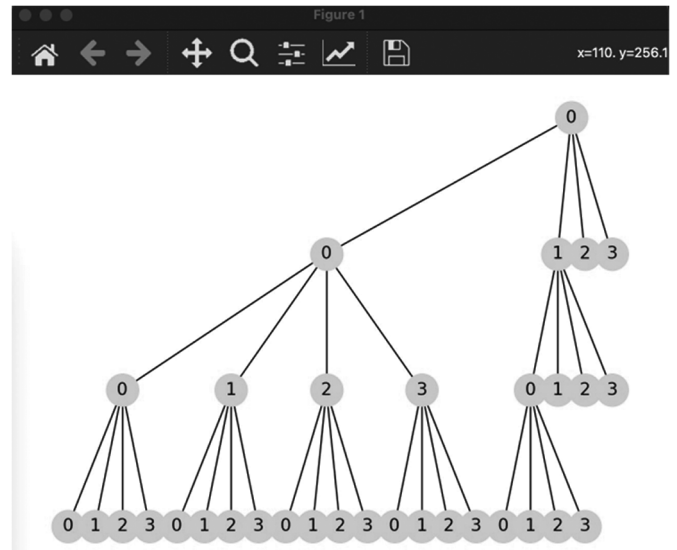 Figure 1
x=110. y=256.1
0
0 1 2 3
0 1 2 3 0 1 2 3
0 1 2 3 0 1 2 3 0 1 2 3 0 1 2 3 0 1 2 3